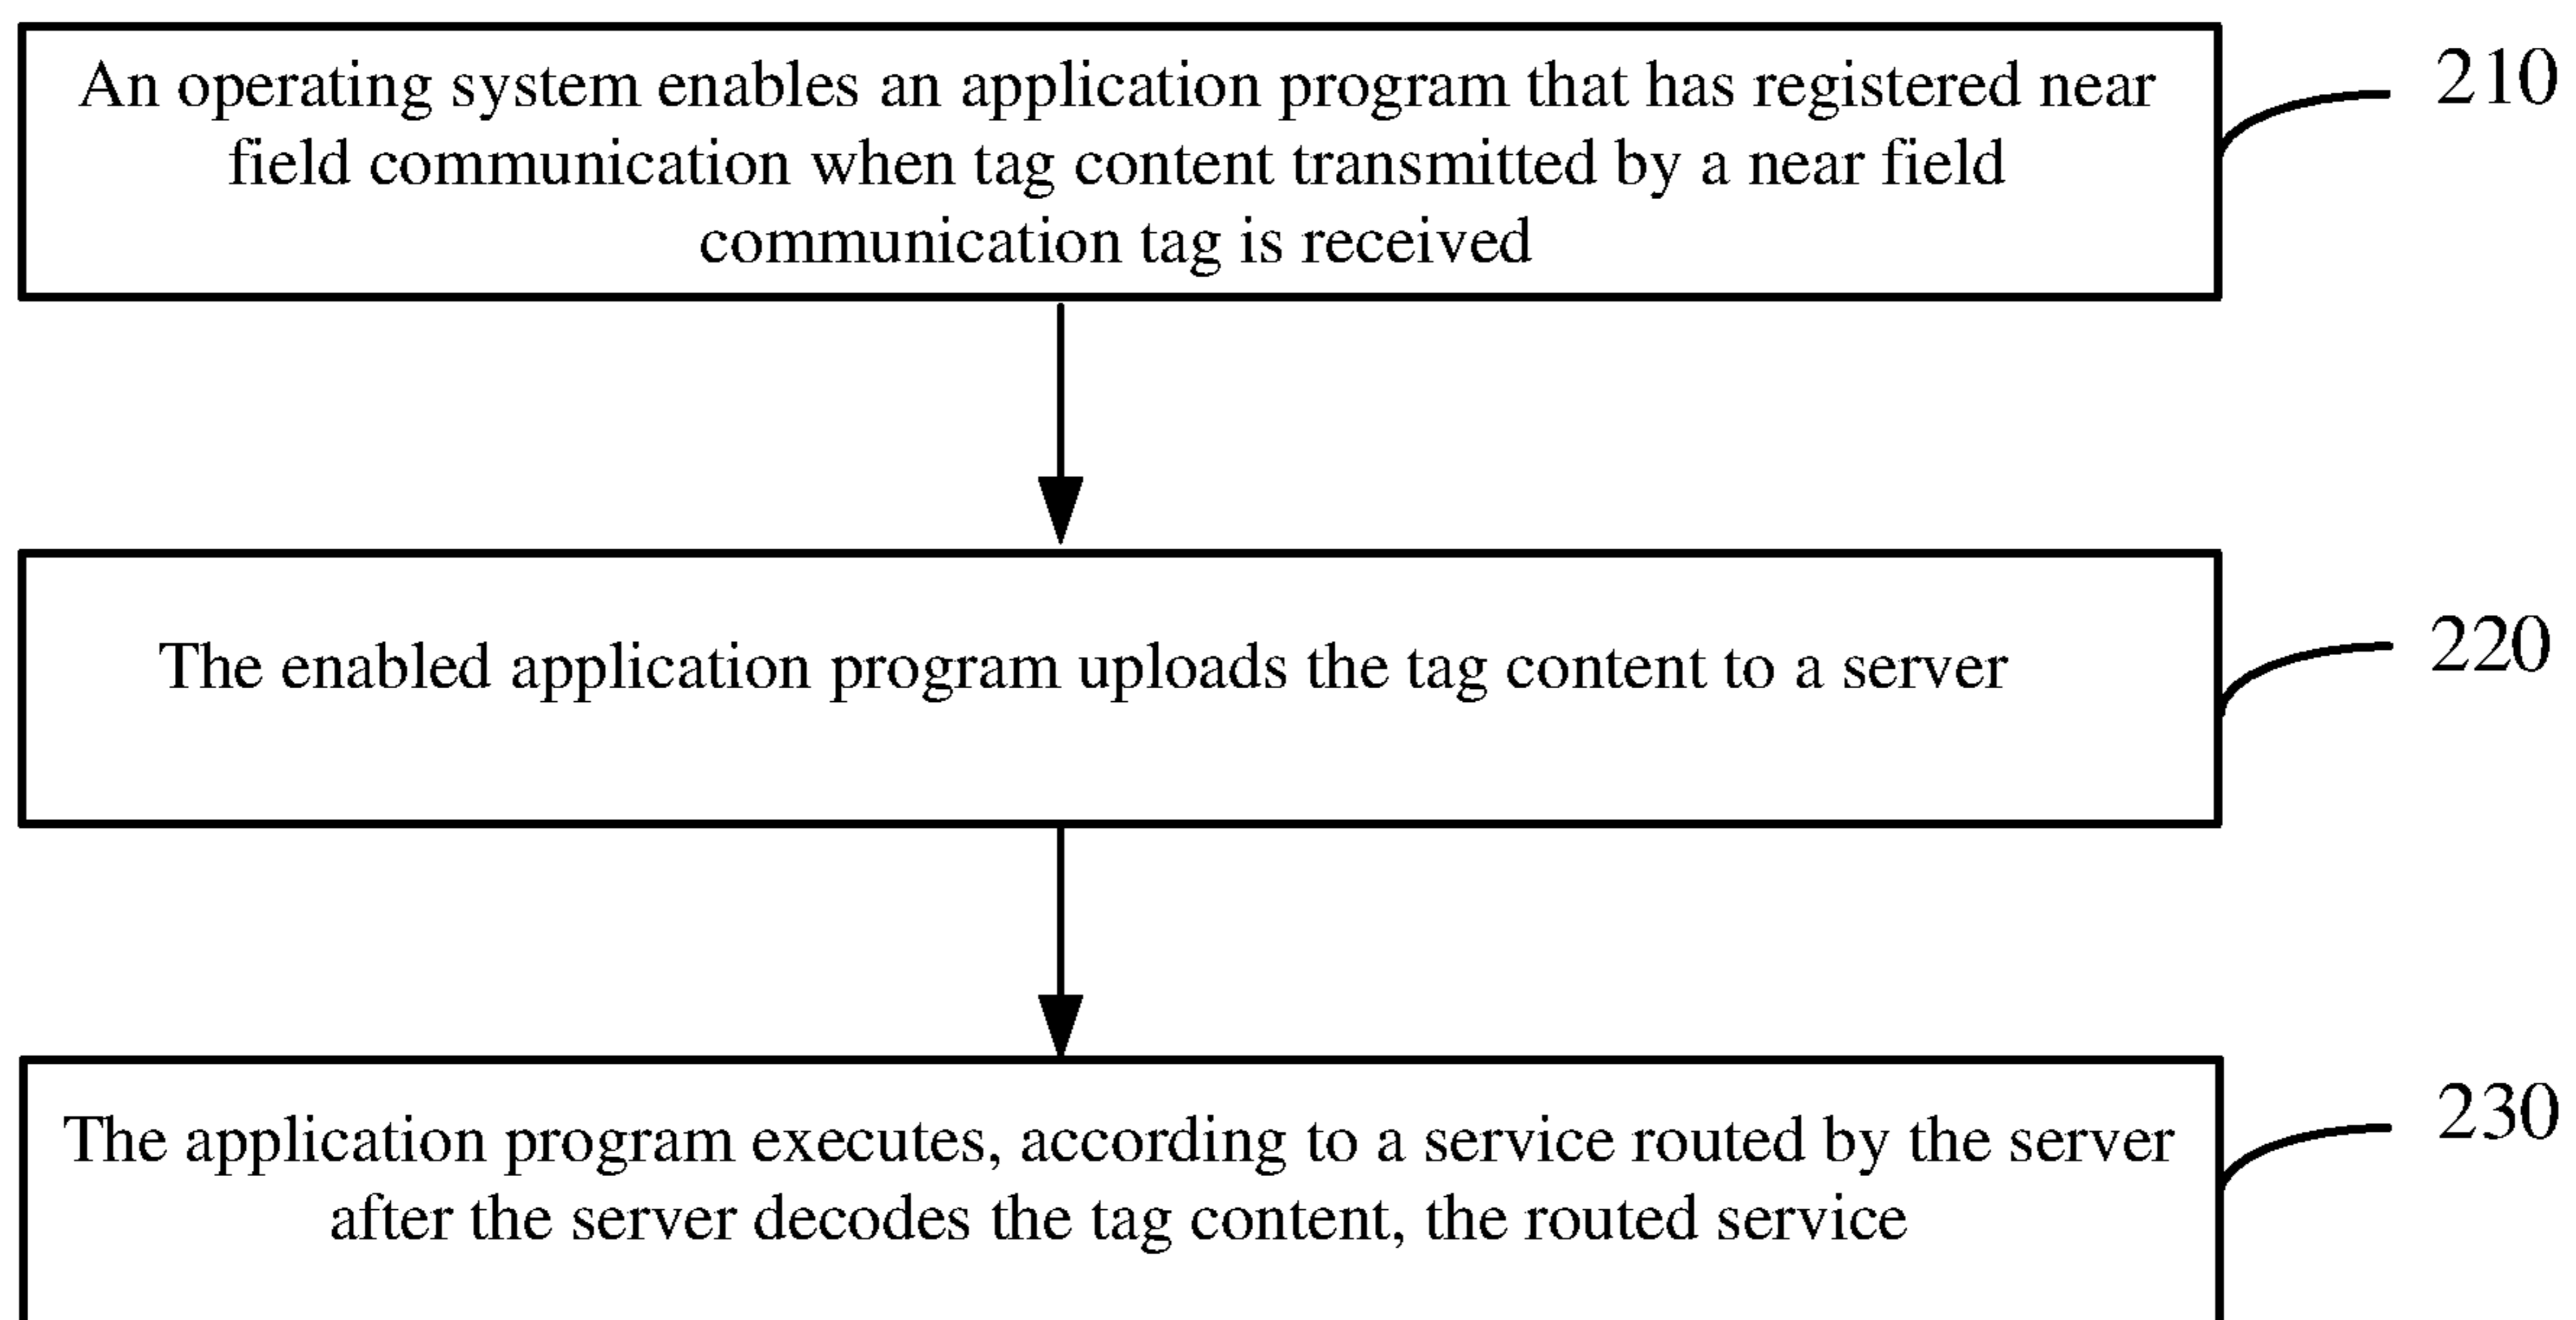 An operating system enables an application program that has registered near
field communication when tag content transmitted by a near field
communication tag is received
210
The enabled application program uploads the tag content to a server
220
The application program executes, according to a service routed by the server
after the server decodes the tag content, the routed service
230